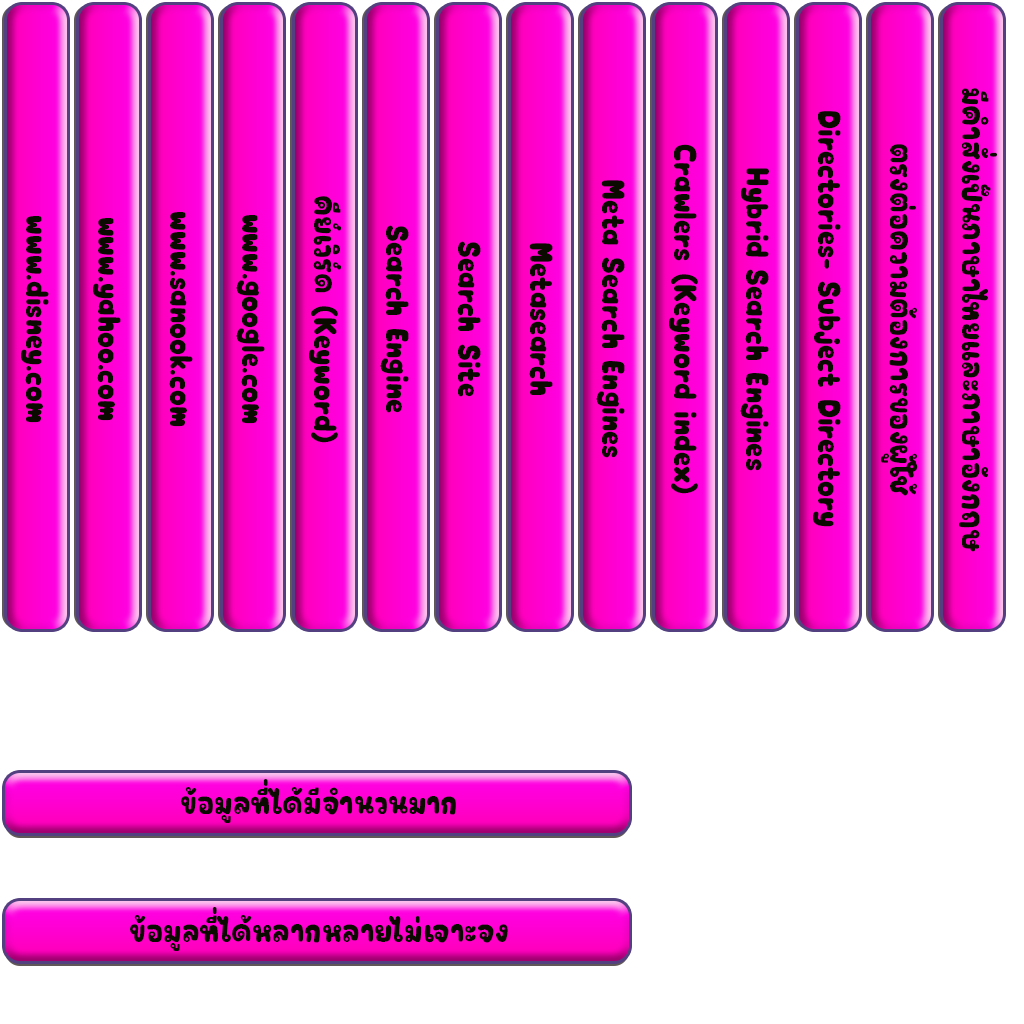 www.disney.com
www.yahoo.com
www.sanook.com
www.google.com
คีย์เวิร์ด (Keyword)
Search Engine
Search Site
Metasearch
Meta Search Engines
Crawlers (Keyword index)
Hybrid Search Engines
Directories- Subject Directory
ตรงต่อความต้องการของผู้ใช้
มีคำสั่งเป็นภาษาไทยและภาษาอังกฤษ
ข้อมูลที่ได้มีจำนวนมาก
ข้อมูลที่ได้หลากหลายไม่เจาะจง